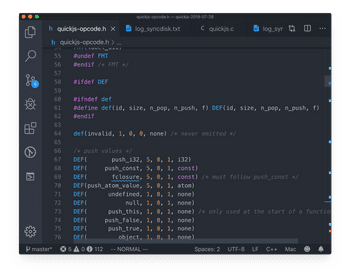 quickjs-opcode.h — quickjs-2019-07-28
h quickjs-opcode.h × log_syncdisk.txt C quickjs.c log_syr
h quickjs-opcode.h > ...
55 #undef FMT
56 #endif /* FMT */
57
58 #ifdef DEF
59
60 #ifndef def
61 #define def(id, size, n_pop, n_push, f) DEF(id, size, n_pop, n_push, f)
62 #endif
63
64 def(invalid, 1, 0, 0, none) /* never emitted */
65
66 /* push values */
67 DEF( push_i32, 5, 0, 1, i32)
68 DEF( push_const, 5, 0, 1, const)
69 DEF( fclosure, 5, 0, 1, const) /* must follow push_const */
70 DEF(push_atom_value, 5, 0, 1, atom)
71 DEF( undefined, 1, 0, 1, none)
72 DEF( null, 1, 0, 1, none)
73 DEF( push_this, 1, 0, 1, none) /* only used at the start of a functio
74 DEF( push_false, 1, 0, 1, none)
75 DEF( push_true, 1, 0, 1, none)
76 DEF( object, 1, 0, 1, none)
master* 8 0 112 -- NORMAL -- Spaces: 2 UTF-8 LF C++ Mac